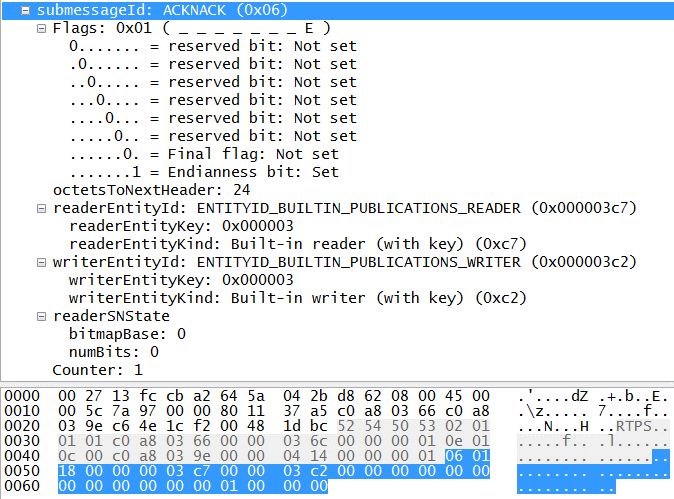 submessageId: ACKNACK (0x06)
Flags: 0x01 ( _ _ _ _ _ _ _ E )
0....... = reserved bit: Not set
.0...... = reserved bit: Not set
..0..... = reserved bit: Not set
...0.... = reserved bit: Not set
....0... = reserved bit: Not set
.....0.. = reserved bit: Not set
......0. = Final flag: Not set
.......1 = Endianness bit: Set
octetsToNextHeader: 24
readerEntityId: ENTITYID_BUILTIN_PUBLICATIONS_READER (0x000003c7)
readerEntityKey: 0x000003
readerEntityKind: Built-in reader (with key) (0xc7)
writerEntityId: ENTITYID_BUILTIN_PUBLICATIONS_WRITER (0x000003c2)
writerEntityKey: 0x000003
writerEntityKind: Built-in writer (with key) (0xc2)
readerSNState
bitmapBase: 0
numBits: 0
Counter: 1
0000 00 27 13 fc cb a2 64 5a 04 2b d8 62 08 00 45 00 .'....dZ .+.b..E.
0010 00 5c 7a 97 00 00 80 11 37 a5 c0 a8 03 66 c0 a8 .\z..... 7....f..
0020 03 9e c6 4e 1c f2 00 48 1d bc 52 54 50 53 02 01 ...N...H ..RTPS..
0030 01 01 c0 a8 03 66 00 00 03 6c 00 00 00 01 0e 01 .....f.. .l......
0040 0c 00 c0 a8 03 9e 00 00 04 14 00 00 00 01 06 01 ........ ........
0050 18 00 00 00 03 c7 00 00 03 c2 00 00 00 00 00 00 ........ ........
0060 00 00 00 00 00 00 01 00 00 00 ........ ..